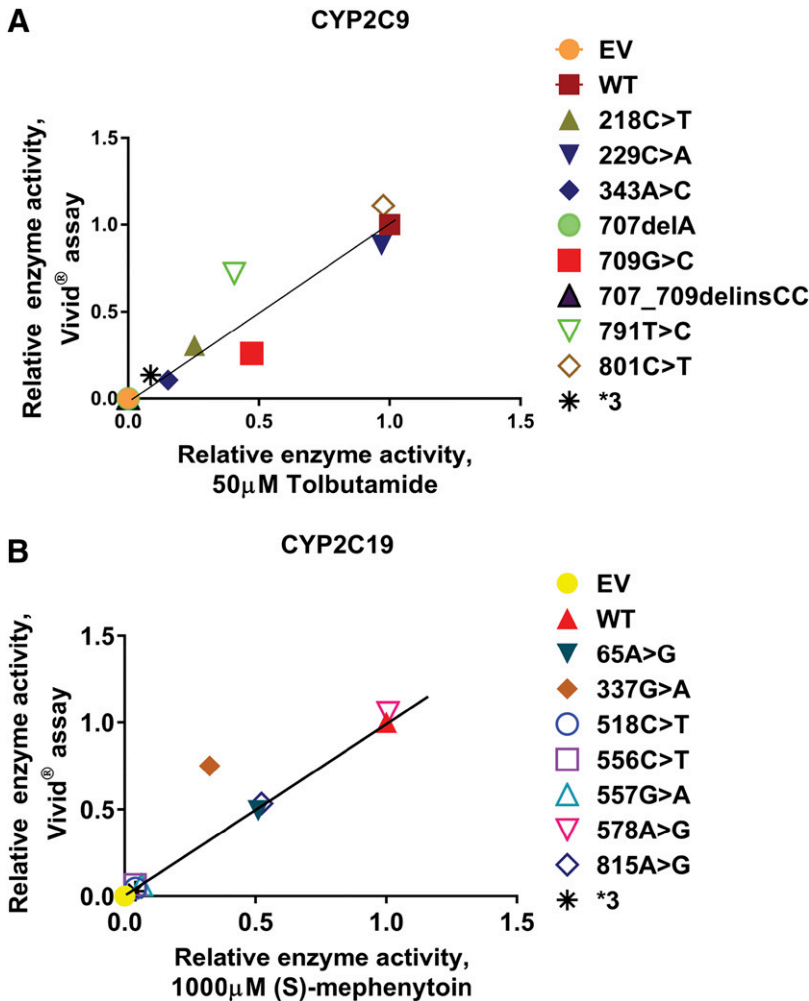 A
CYP2C9
Relative enzyme activity,
Vivid® assay
1.5
1.0
0.5
0.0
0.0
0.5
1.0
1.5
Relative enzyme activity,
50μM Tolbutamide
EV
WT
218C>T
229C>A
343A>C
707delA
709G>C
707_709delinsCC
791T>C
801C>T
*3
B
CYP2C19
Relative enzyme activity,
Vivid® assay
1.5
1.0
0.5
0.0
0.0
0.5
1.0
1.5
Relative enzyme activity,
1000μM (S)-mephenytoin
EV
WT
65A>G
337G>A
518C>T
556C>T
557G>A
578A>G
815A>G
*3